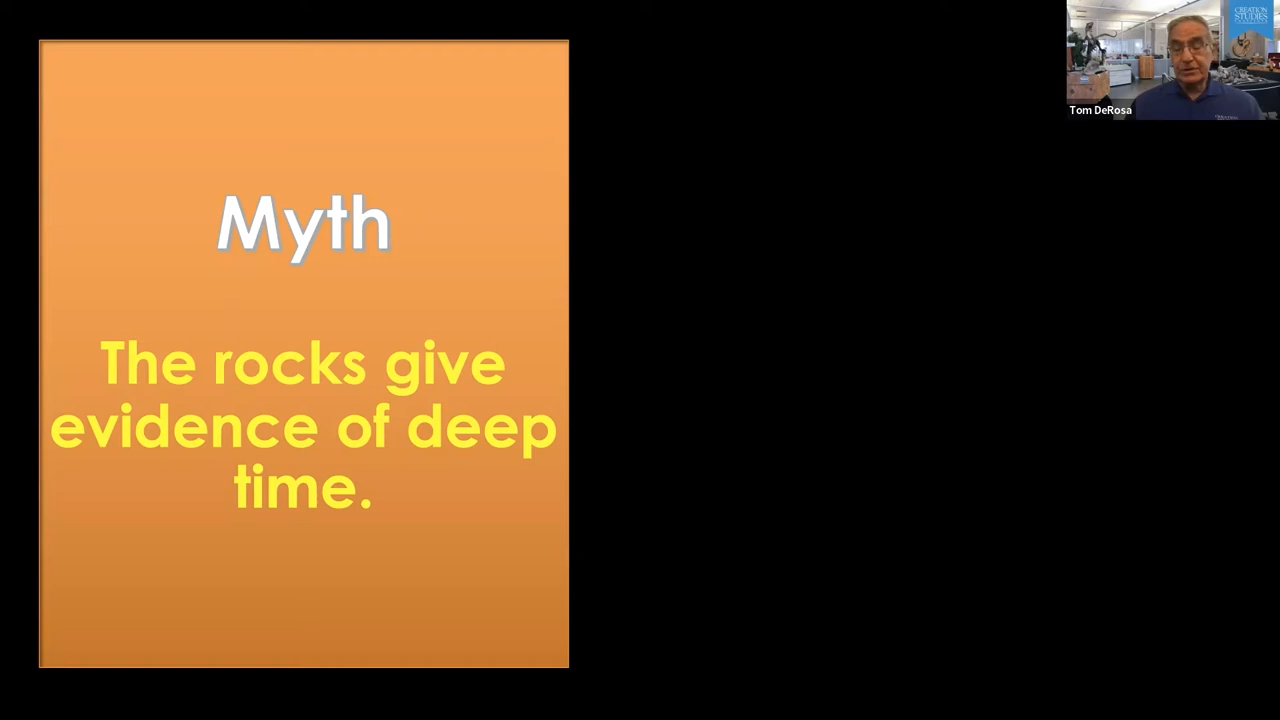 Myth
The rocks give
evidence of deep
time.
CREATION
STUDIES
Tom DeRosa